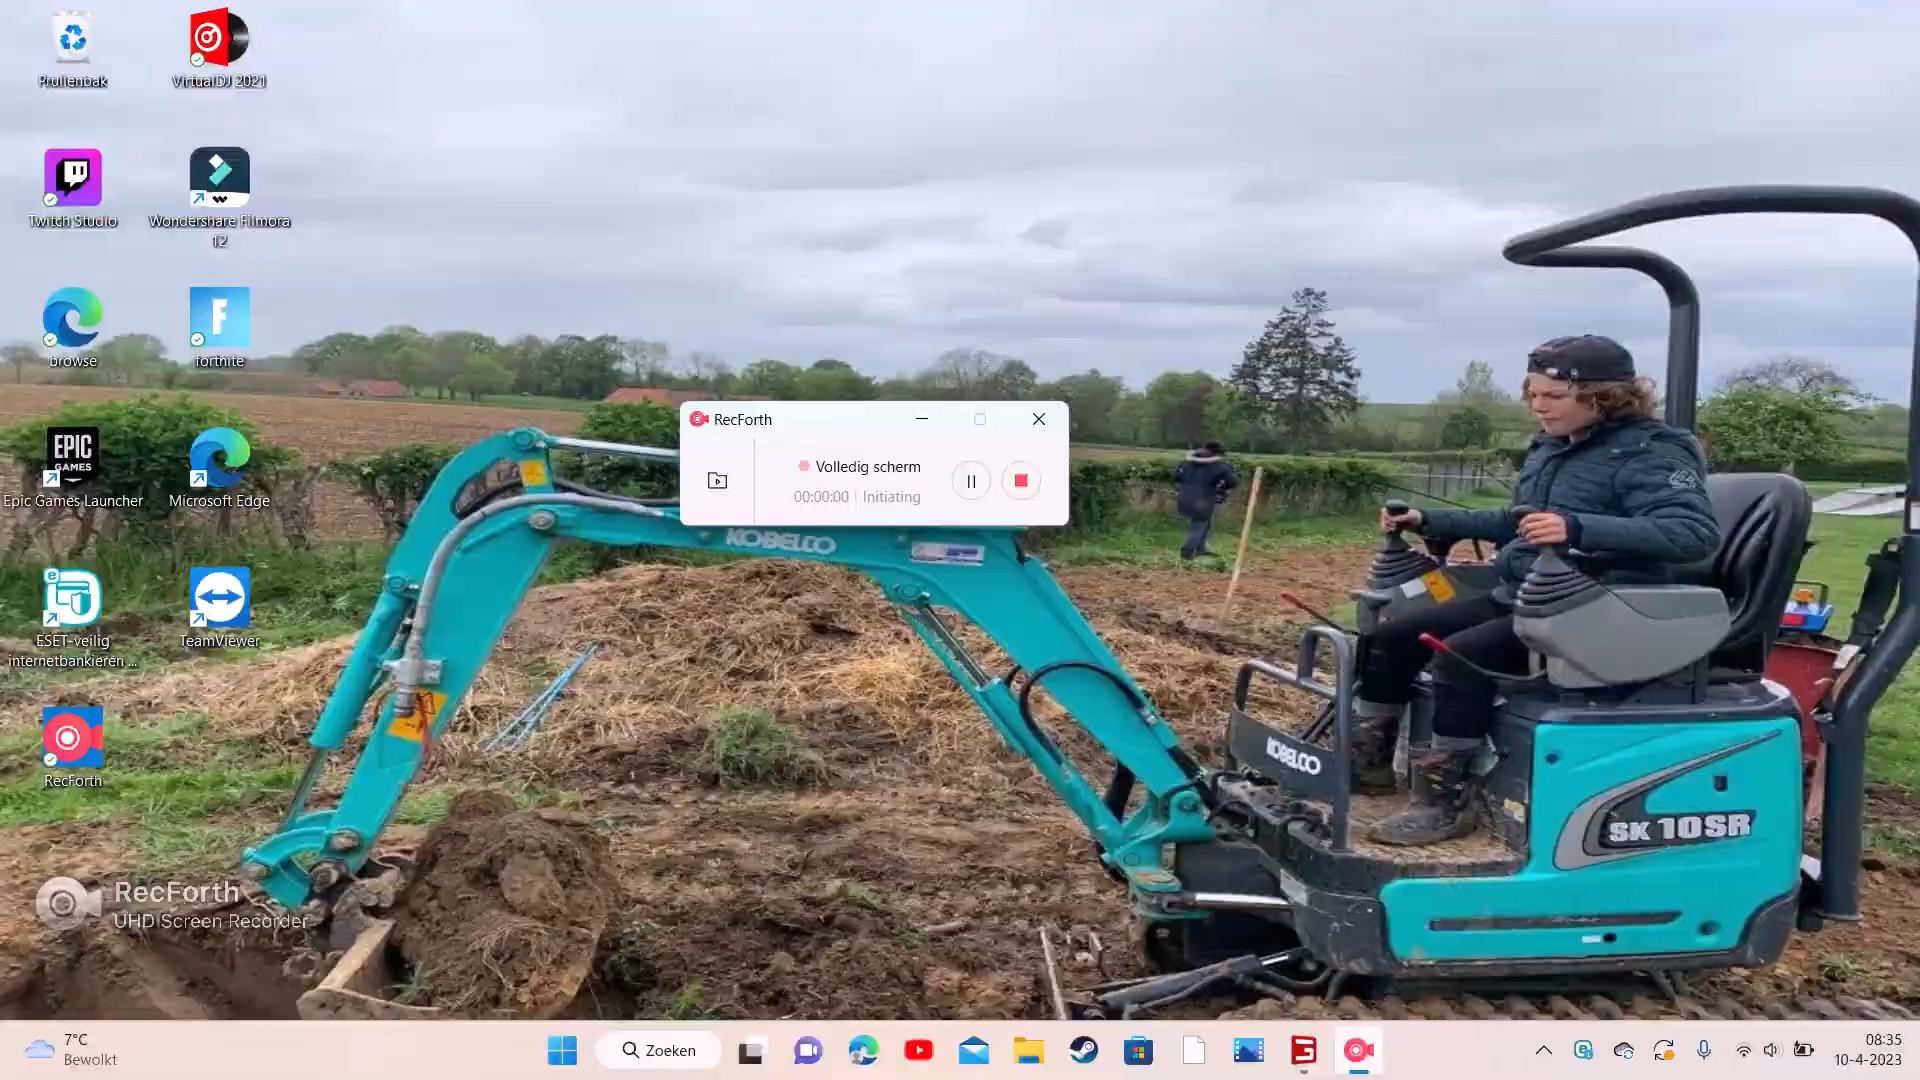 Prullenbak
VirtualDJ 2021
Twitch Studio
Wondershare Filmora
12
browse
fortnite
EPIC
GAMES
Epic Games Launcher
Microsoft Edge
ESET-veilig
internetbankieren ...
TeamViewer
RecForth
RecForth
Volledig scherm
00:00:00 | Initiating
KOBELCO
KOBELCO
SK 10SR
RecForth
UHD Screen Recorder
7°C
Bewolkt
Zoeken
08:35
10-4-2023